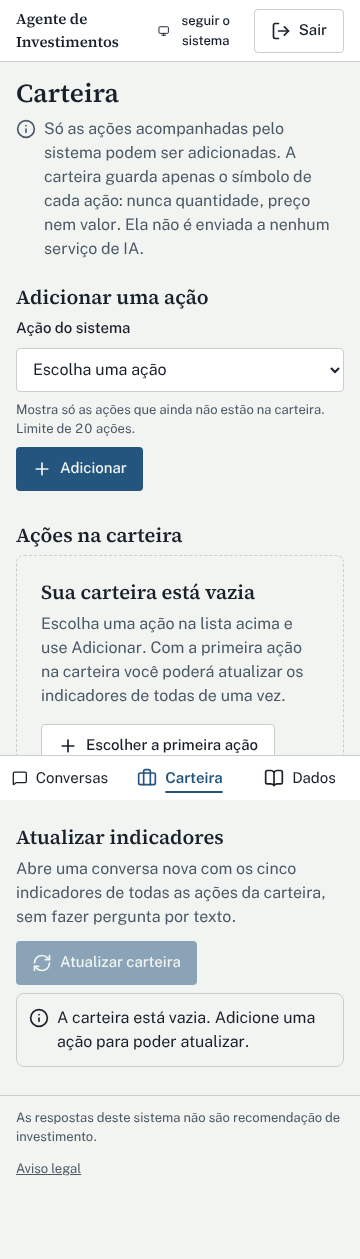 Agente de
Investimentos
seguir o
sistema
Sair
Carteira
Só as ações acompanhadas pelo
sistema podem ser adicionadas. A
carteira guarda apenas o símbolo de
cada ação: nunca quantidade, preço
nem valor. Ela não é enviada a nenhum
serviço de IA.
Adicionar uma ação
Ação do sistema
Escolha uma ação
Mostra só as ações que ainda não estão na carteira.
Limite de 20 ações.
Adicionar
Ações na carteira
Sua carteira está vazia
Escolha uma ação na lista acima e
use Adicionar. Com a primeira ação
na carteira você poderá atualizar os
indicadores de todas de uma vez.
Escolher a primeira ação
Conversas
Carteira
Dados
Atualizar indicadores
Abre uma conversa nova com os cinco
indicadores de todas as ações da carteira,
sem fazer pergunta por texto.
Atualizar carteira
A carteira está vazia. Adicione uma
ação para poder atualizar.
As respostas deste sistema não são recomendação de
investimento.
Aviso legal